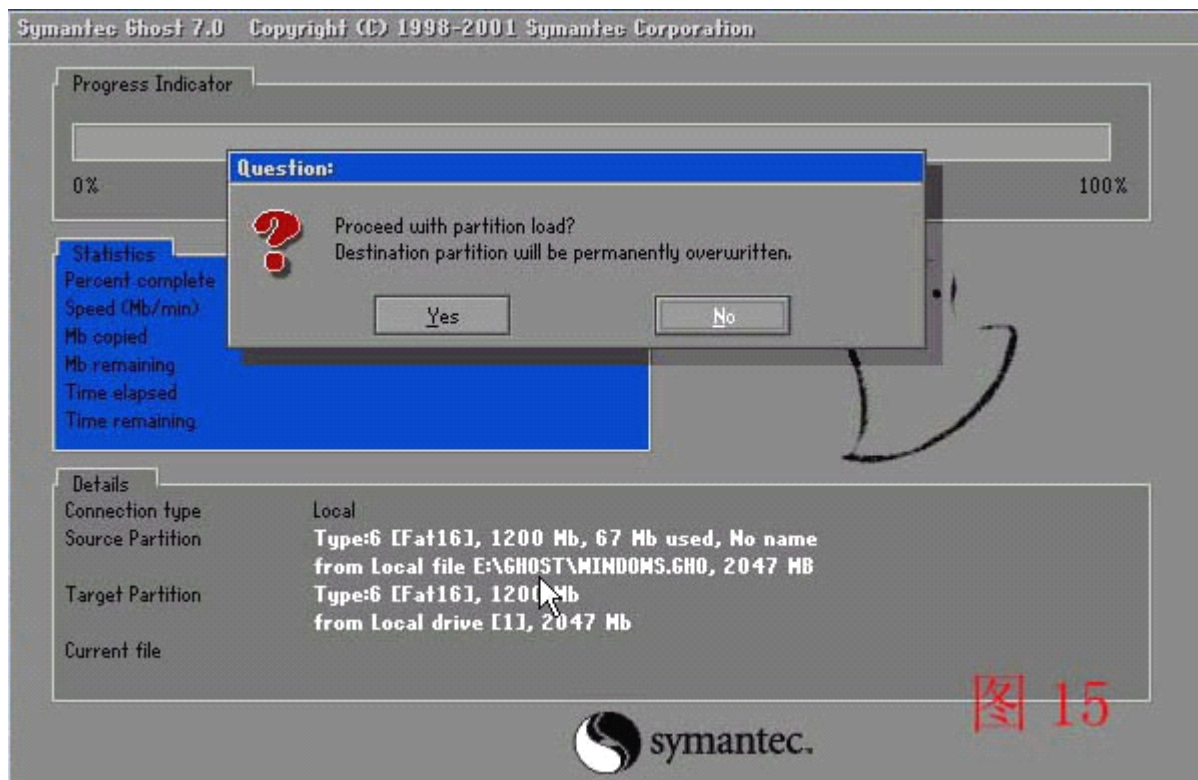 Symantec Ghost 7.0 Copyright (C) 1998-2001 Symantec Corporation
Progress Indicator
0%
100%
Question:
Proceed with partition load?
Destination partition will be permanently overwritten.
Yes
No
Statistics
Percent complete
Speed (Mb/min)
Mb copied
Mb remaining
Time elapsed
Time remaining
Details
Connection type Local
Source Partition Type:6 [Fat16], 1200 Mb, 67 Mb used, No name
from Local file E:\GHOST\WINDOWS.GHO, 2047 MB
Target Partition Type:6 [Fat16], 1200 Mb
from Local drive [1], 2047 Mb
Current file
图 15
symantec.